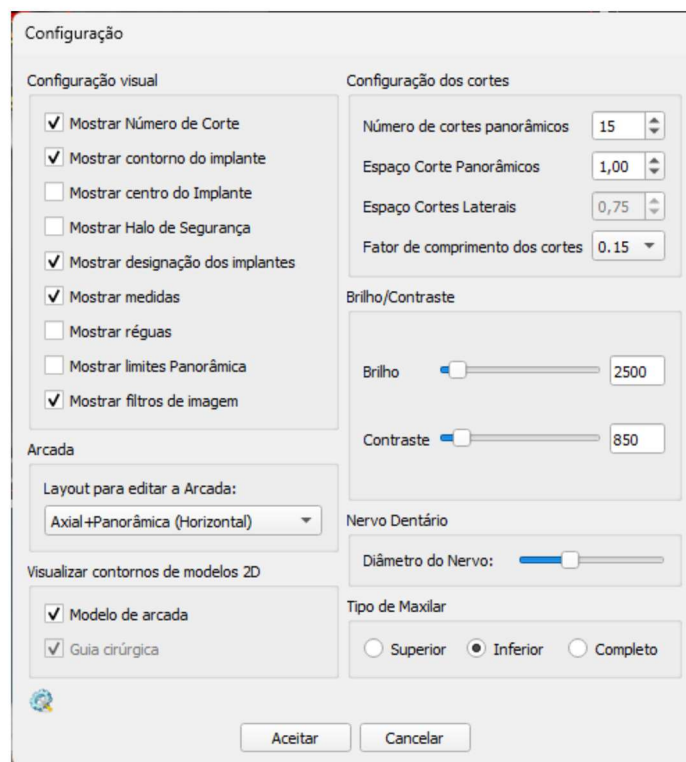 Configuração
Configuração visual
Mostrar Número de Corte
Mostrar contorno do implante
Mostrar centro do Implante
Mostrar Halo de Segurança
Mostrar designação dos implantes
Mostrar medidas
Mostrar réguas
Mostrar limites Panorâmica
Mostrar filtros de imagem
Arcada
Layout para editar a Arcada:
Axial+Panorâmica (Horizontal)
Visualizar contornos de modelos 2D
Modelo de arcada
Guia cirúrgica
Configuração dos cortes
Número de cortes panorâmicos 15
Espaço Corte Panorâmicos 1,00
Espaço Cortes Laterais 0,75
Fator de comprimento dos cortes 0.15
Brilho/Contraste
Brilho 2500
Contraste 850
Nervo Dentário
Diâmetro do Nervo:
Tipo de Maxilar
Superior Inferior Completo
Aceitar Cancelar